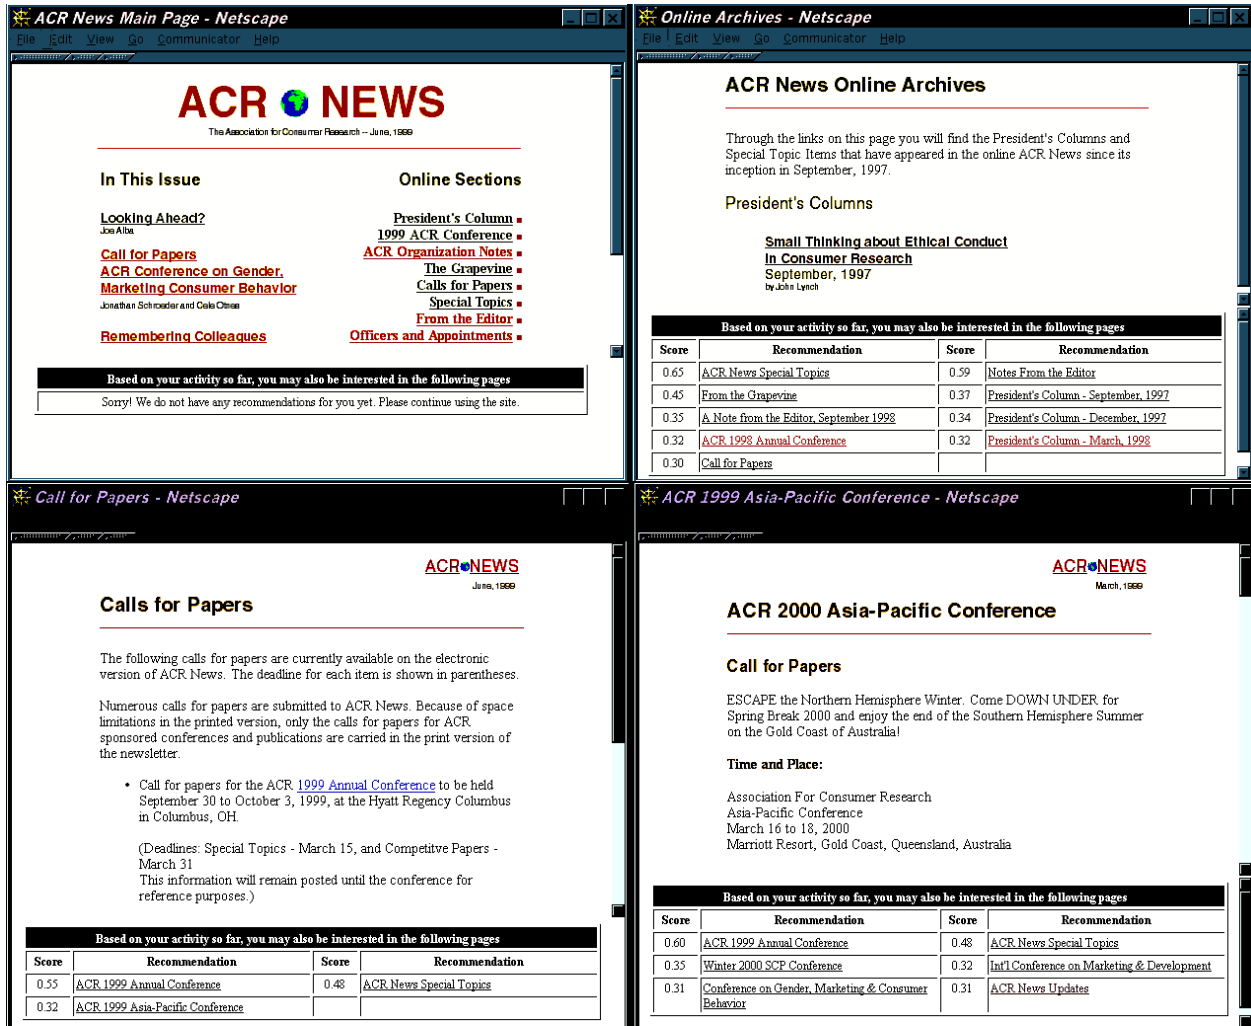 ACR News Main Page - Netscape
File Edit View Go Communicator Help
ACR NEWS
The Association for Consumer Research -- June, 1999
In This Issue
Looking Ahead?
Joe Alba
Call for Papers
ACR Conference on Gender,
Marketing Consumer Behavior
Jonathan Schroeder and Cele Otnes
Remembering Colleagues
Online Sections
President's Column
1999 ACR Conference
ACR Organization Notes
The Grapevine
Calls for Papers
Special Topics
From the Editor
Officers and Appointments
Based on your activity so far, you may also be interested in the following pages
Sorry! We do not have any recommendations for you yet. Please continue using the site.
Online Archives - Netscape
File Edit View Go Communicator Help
ACR News Online Archives
Through the links on this page you will find the President's Columns and
Special Topic Items that have appeared in the online ACR News since its
inception in September, 1997.
President's Columns
Small Thinking about Ethical Conduct
In Consumer Research
September, 1997
by John Lynch
Based on your activity so far, you may also be interested in the following pages
Score Recommendation Score Recommendation
0.65 ACR News Special Topics 0.59 Notes From the Editor
0.45 From the Grapevine 0.37 President's Column - September, 1997
0.35 A Note from the Editor, September 1998 0.34 President's Column - December, 1997
0.32 ACR 1998 Annual Conference 0.32 President's Column - March, 1998
0.30 Call for Papers
Call for Papers - Netscape
ACR NEWS
June, 1999
Calls for Papers
The following calls for papers are currently available on the electronic
version of ACR News. The deadline for each item is shown in parentheses.
Numerous calls for papers are submitted to ACR News. Because of space
limitations in the printed version, only the calls for papers for ACR
sponsored conferences and publications are carried in the print version of
the newsletter.
• Call for papers for the ACR 1999 Annual Conference to be held
September 30 to October 3, 1999, at the Hyatt Regency Columbus
in Columbus, OH.
(Deadlines: Special Topics - March 15, and Competitve Papers -
March 31
This information will remain posted until the conference for
reference purposes.)
Based on your activity so far, you may also be interested in the following pages
Score Recommendation Score Recommendation
0.55 ACR 1999 Annual Conference 0.48 ACR News Special Topics
0.32 ACR 1999 Asia-Pacific Conference
ACR 1999 Asia-Pacific Conference - Netscape
ACR NEWS
March, 1999
ACR 2000 Asia-Pacific Conference
Call for Papers
ESCAPE the Northern Hemisphere Winter. Come DOWN UNDER for
Spring Break 2000 and enjoy the end of the Southern Hemisphere Summer
on the Gold Coast of Australia!
Time and Place:
Association For Consumer Research
Asia-Pacific Conference
March 16 to 18, 2000
Marriott Resort, Gold Coast, Queensland, Australia
Based on your activity so far, you may also be interested in the following pages
Score Recommendation Score Recommendation
0.60 ACR 1999 Annual Conference 0.48 ACR News Special Topics
0.35 Winter 2000 SCP Conference 0.32 Int'l Conference on Marketing & Development
0.31 Conference on Gender, Marketing & Consumer 0.31 ACR News Updates
Behavior